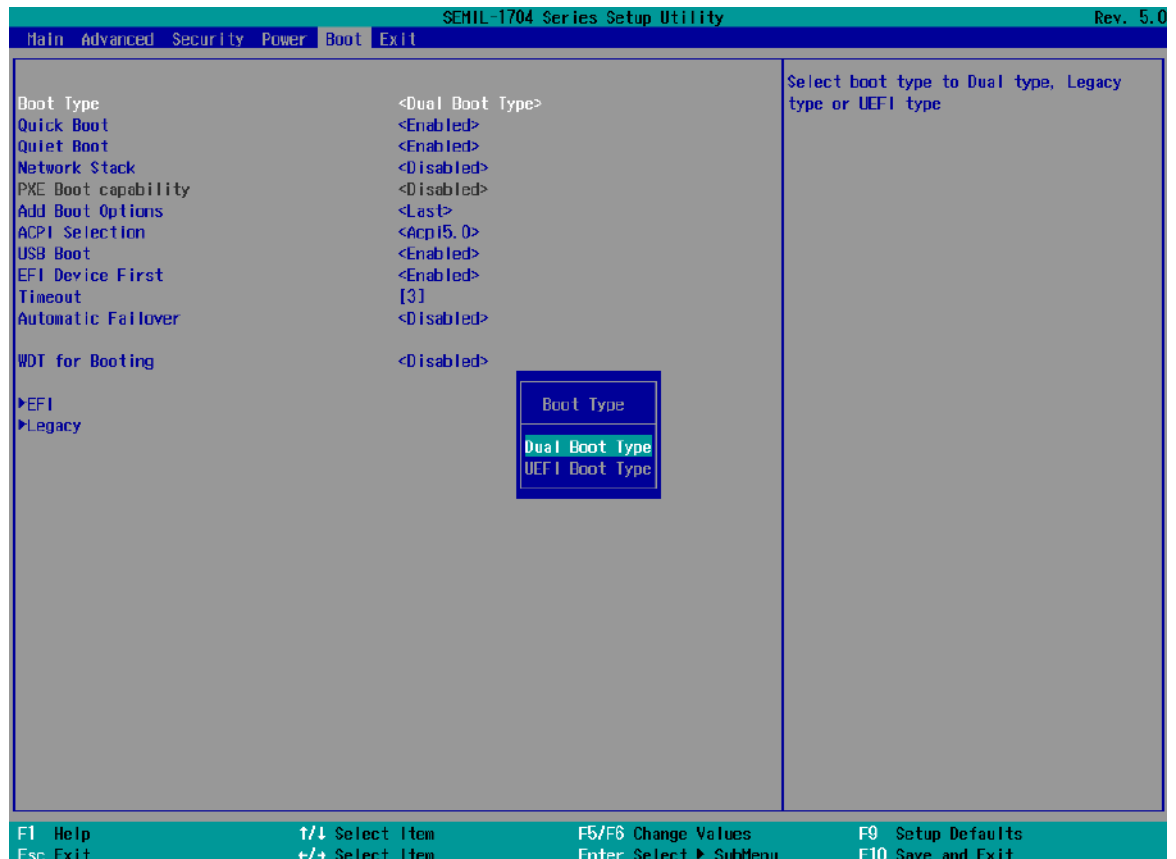 SEMIL-1704 Series Setup Utility Rev. 5.0
Main Advanced Security Power Boot Exit
Boot Type <Dual Boot Type>
Quick Boot <Enabled>
Quiet Boot <Enabled>
Network Stack <Disabled>
PXE Boot capability <Disabled>
Add Boot Options <Last>
ACPI Selection <Acpi5.0>
USB Boot <Enabled>
EFI Device First <Enabled>
Timeout [3]
Automatic Failover <Disabled>
WDT for Booting <Disabled>
▶EFI
▶Legacy
Boot Type
Dual Boot Type
UEFI Boot Type
Select boot type to Dual type, Legacy
type or UEFI type
F1 Help ↑/↓ Select Item F5/F6 Change Values F9 Setup Defaults
Esc Exit ←/→ Select Item Enter Select ▶ SubMenu F10 Save and Exit